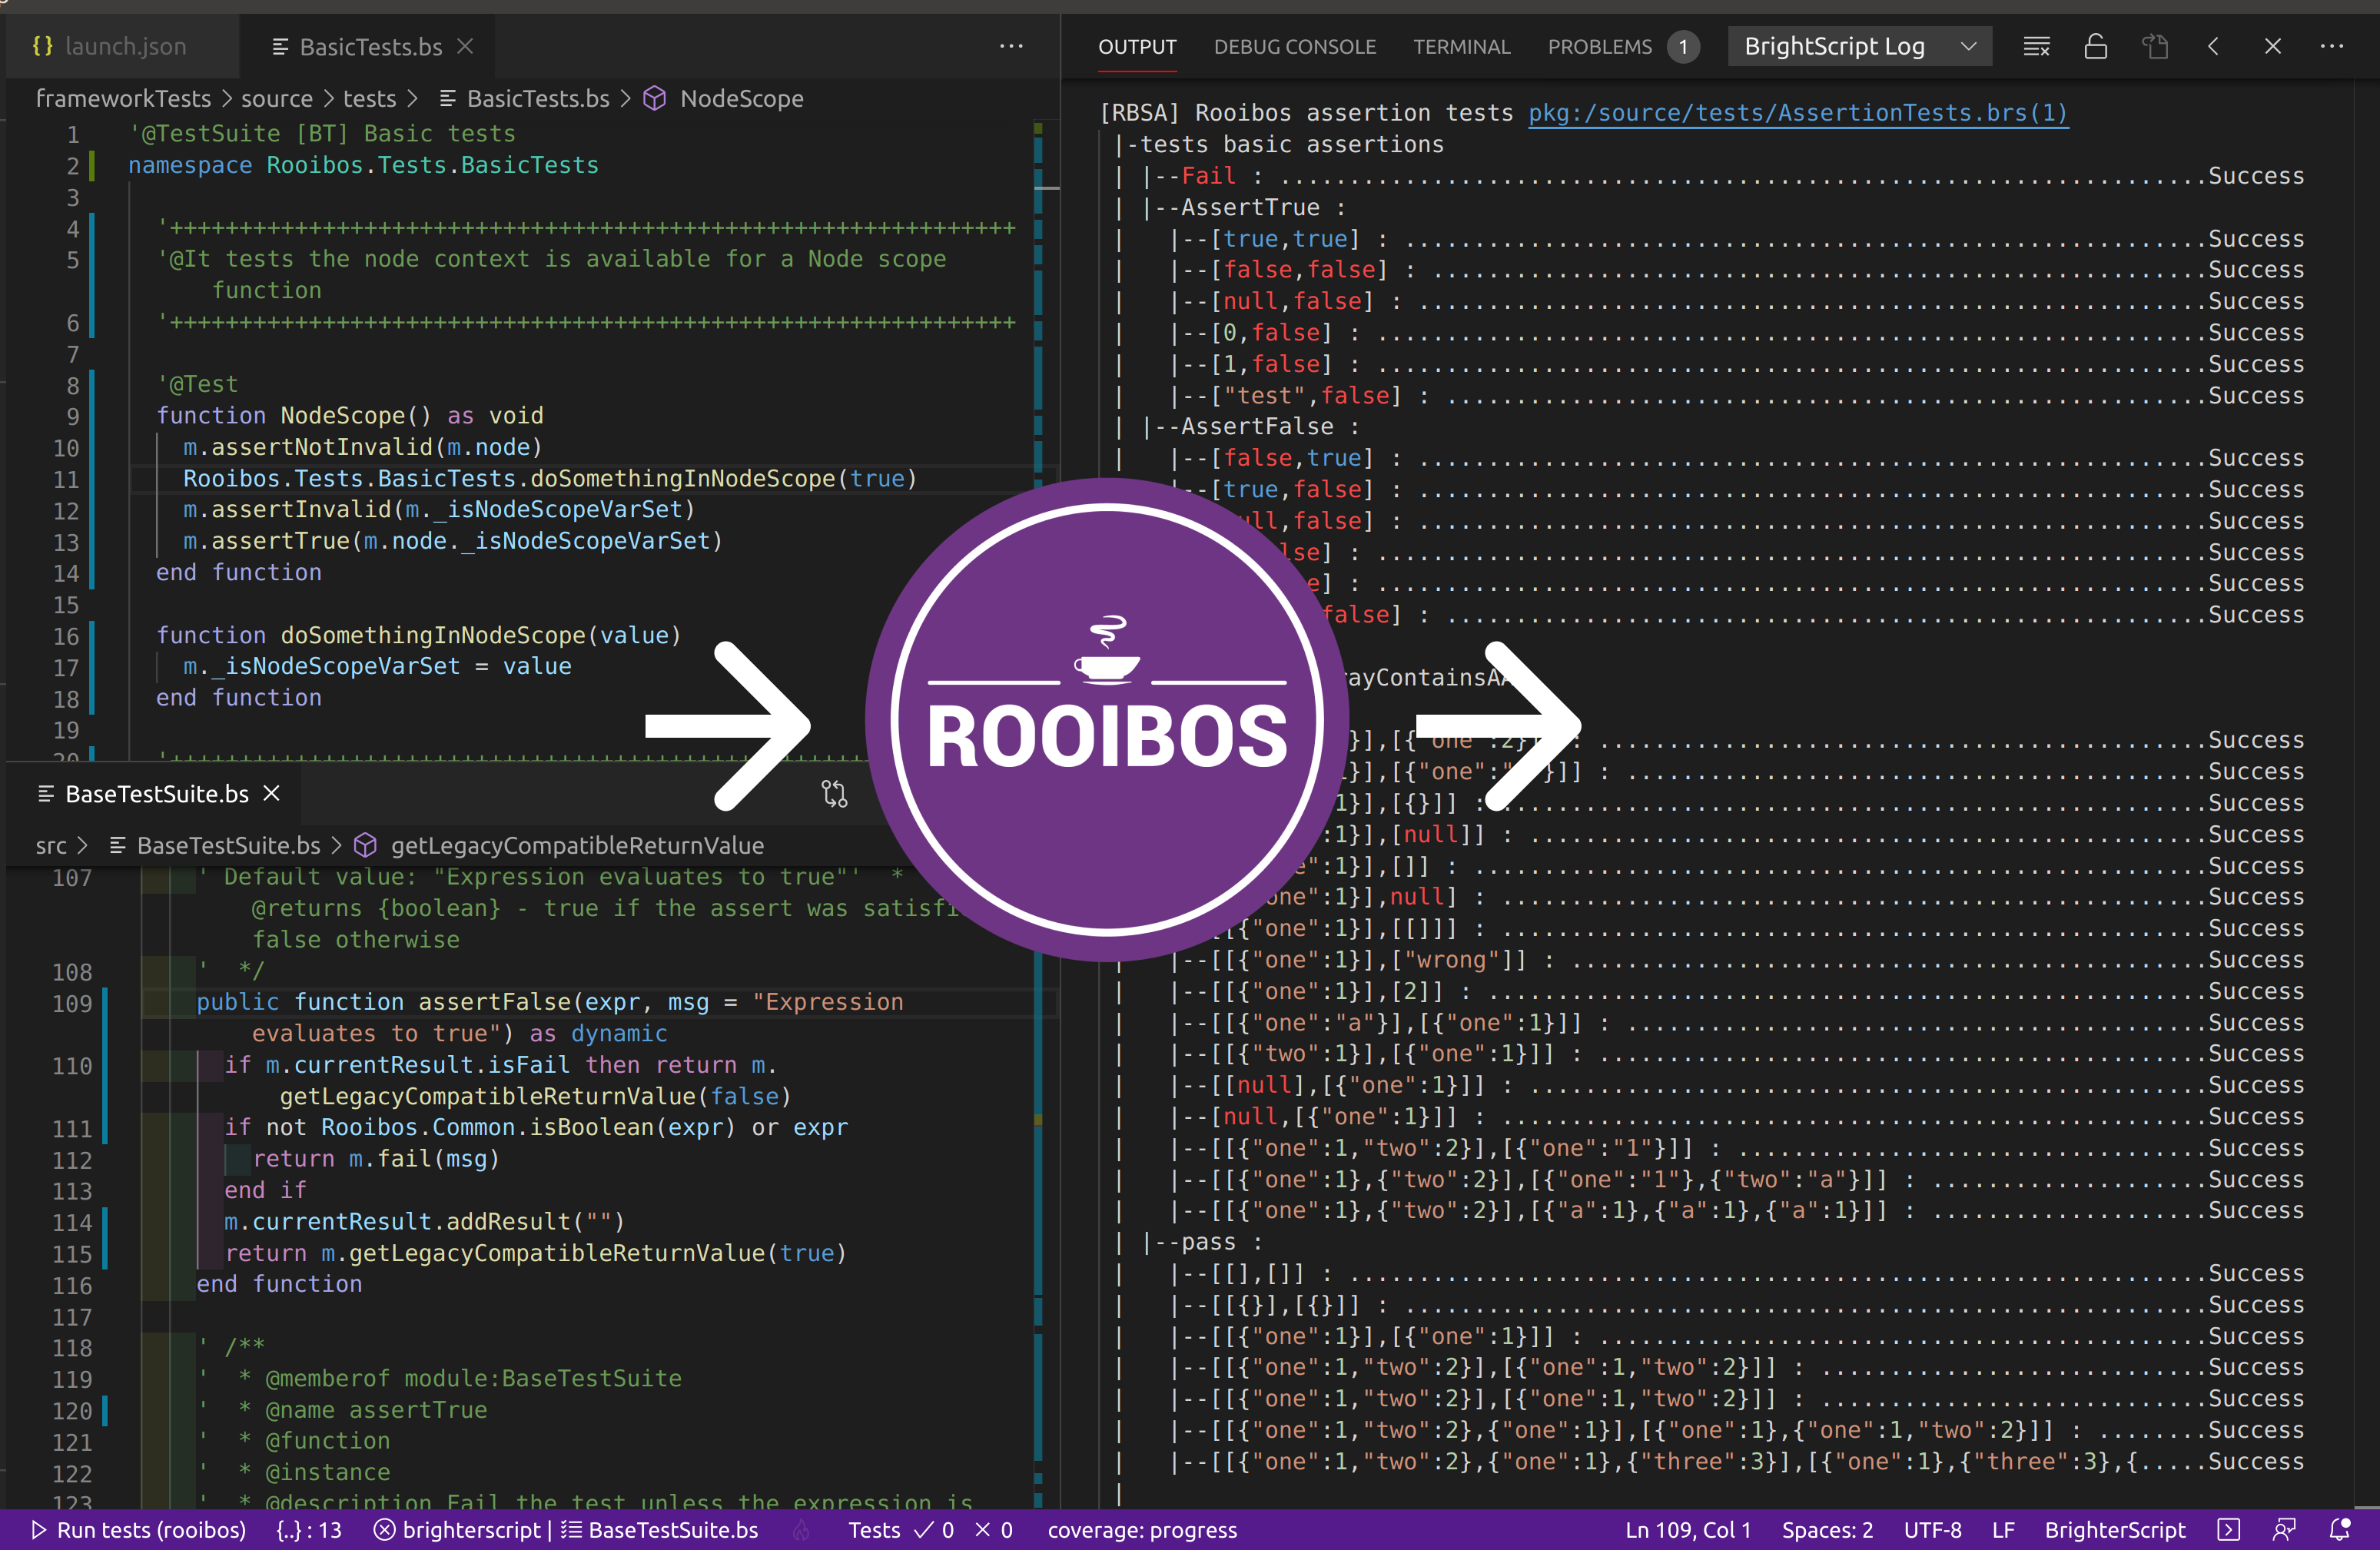 launch.json
BasicTests.bs
frameworkTests > source > tests > BasicTests.bs > NodeScope
1 '@TestSuite [BT] Basic tests
2 namespace Rooibos.Tests.BasicTests
3
4 '+++++++++++++++++++++++++++++++++++++++++++++++++++++++++++++
5 '@It tests the node context is available for a Node scope
function
6 '+++++++++++++++++++++++++++++++++++++++++++++++++++++++++++++
7
8 '@Test
9 function NodeScope() as void
10 m.assertNotInvalid(m.node)
11 Rooibos.Tests.BasicTests.doSomethingInNodeScope(true)
12 m.assertInvalid(m._isNodeScopeVarSet)
13 m.assertTrue(m.node._isNodeScopeVarSet)
14 end function
15
16 function doSomethingInNodeScope(value)
17 m._isNodeScopeVarSet = value
18 end function
19
BaseTestSuite.bs
src > BaseTestSuite.bs > getLegacyCompatibleReturnValue
107 ' Default value: "Expression evaluates to true"' *
@returns {boolean} - true if the assert was
false otherwise
108 ' */
109 public function assertFalse(expr, msg = "Expression
evaluates to true") as dynamic
110 if m.currentResult.isFail then return m.
getLegacyCompatibleReturnValue(false)
111 if not Rooibos.Common.isBoolean(expr) or expr
112 return m.fail(msg)
113 end if
114 m.currentResult.addResult("")
115 return m.getLegacyCompatibleReturnValue(true)
116 end function
117
118 ' /**
119 ' * @memberof module:BaseTestSuite
120 ' * @name assertTrue
121 ' * @function
122 ' * @instance
123 ' * @description Fail the test unless the expression is
ROOIBOS
OUTPUT DEBUG CONSOLE TERMINAL PROBLEMS 1 BrightScript Log
[RBSA] Rooibos assertion tests pkg:/source/tests/AssertionTests.brs(1)
|-tests basic assertions
| |--Fail : ...................................................................Success
| |--AssertTrue :
| |--[true,true] : ..........................................................Success
| |--[false,false] : ........................................................Success
| |--[null,false] : .........................................................Success
| |--[0,false] : ............................................................Success
| |--[1,false] : ............................................................Success
| |--["test",false] : .......................................................Success
| |--AssertFalse :
| |--[false,true] : .........................................................Success
--[true,false] : .........................................................Success
,false] : .........................................................Success
] : ............................................................Success
] : ............................................................Success
false] : .......................................................Success
}],[{"one":2}] : ............................................Success
}],[{"one": }]] : ..........................................Success
1}],[{}]] : ...................................................Success
:1}],[null]] : .................................................Success
":1}],[]] : .....................................................Success
one":1}],null] : ...................................................Success
[{"one":1}],[[]]] : ...................................................Success
| |--[[{"one":1}],["wrong"]] : ..............................................Success
| |--[[{"one":1}],[2]] : ....................................................Success
| |--[[{"one":"a"}],[{"one":1}]] : ..........................................Success
| |--[[{"two":1}],[{"one":1}]] : ............................................Success
| |--[[null],[{"one":1}]] : .................................................Success
| |--[null,[{"one":1}]] : ...................................................Success
| |--[[{"one":1,"two":2}],[{"one":"1"}]] : ..................................Success
| |--[[{"one":1},{"two":2}],[{"one":"1"},{"two":"a"}]] : ....................Success
| |--[[{"one":1},{"two":2}],[{"a":1},{"a":1},{"a":1}]] : ....................Success
| |--pass :
| |--[[],[]] : ..............................................................Success
| |--[[{}],[{}]] : ..........................................................Success
| |--[[{"one":1}],[{"one":1}]] : ............................................Success
| |--[[{"one":1,"two":2}],[{"one":1,"two":2}]] : ............................Success
| |--[[{"one":1,"two":2}],[{"one":1,"two":2}]] : ............................Success
| |--[[{"one":1,"two":2},{"one":1}],[{"one":1},{"one":1,"two":2}]] : ........Success
| |--[[{"one":1,"two":2},{"one":1},{"three":3}],[{"one":1},{"three":3},{.....Success
|
Run tests (rooibos) {..} : 13 brighterscript | BaseTestSuite.bs Tests ✓ 0 × 0 coverage: progress Ln 109, Col 1 Spaces: 2 UTF-8 LF BrighterScript